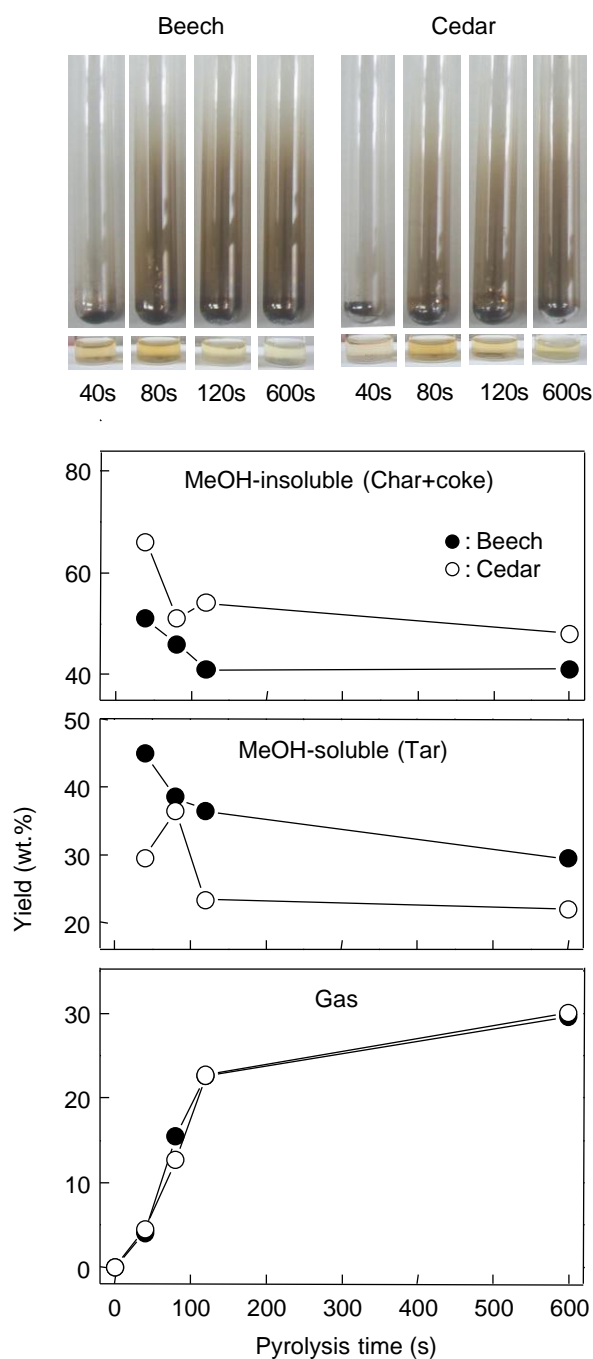 Beech Cedar
40s 80s 120s 600s 40s 80s 120s 600s
MeOH-insoluble (Char+coke)
● : Beech
○ : Cedar
80
60
40
MeOH-soluble (Tar)
50
40
30
20
Yield (wt.%)
Gas
30
20
10
0
0 100 200 300 400 500 600
Pyrolysis time (s)